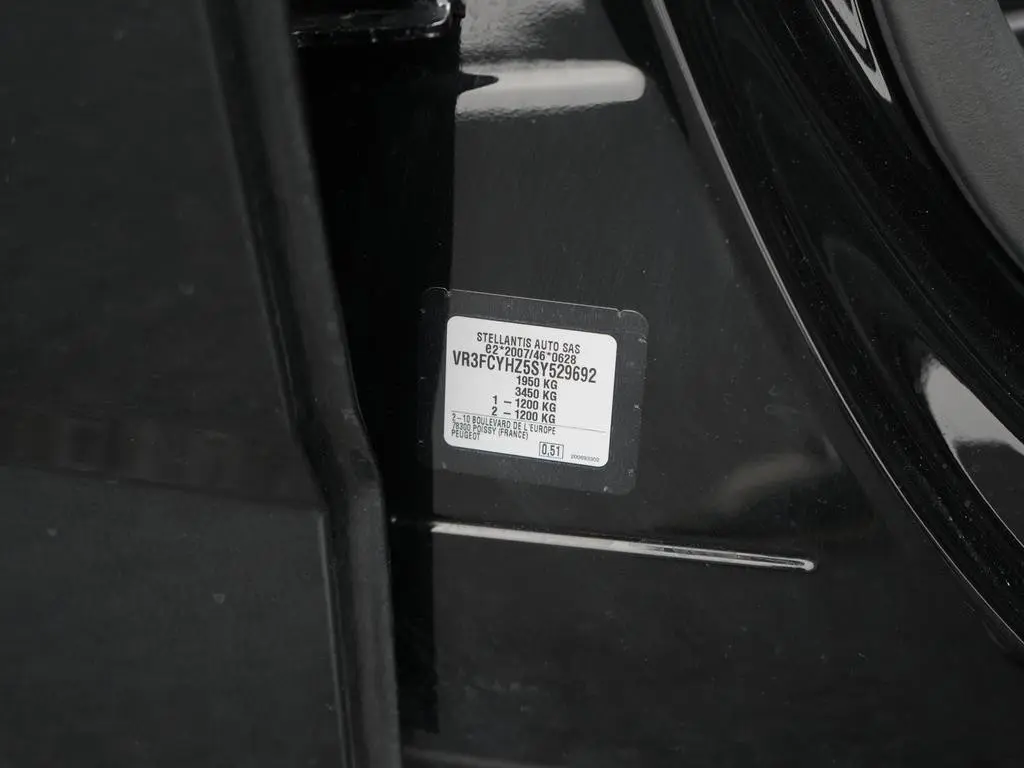 STELLANTIS AUTO SAS
e2*2007/46*0628
VR3FCYHZ5SY529692
1950 KG
3450 KG
1 – 1200 KG
2 – 1200 KG
2–10 BOULEVARD DE L'EUROPE
78300 POISSY (FRANCE)
PEUGEOT
0,51
200693302